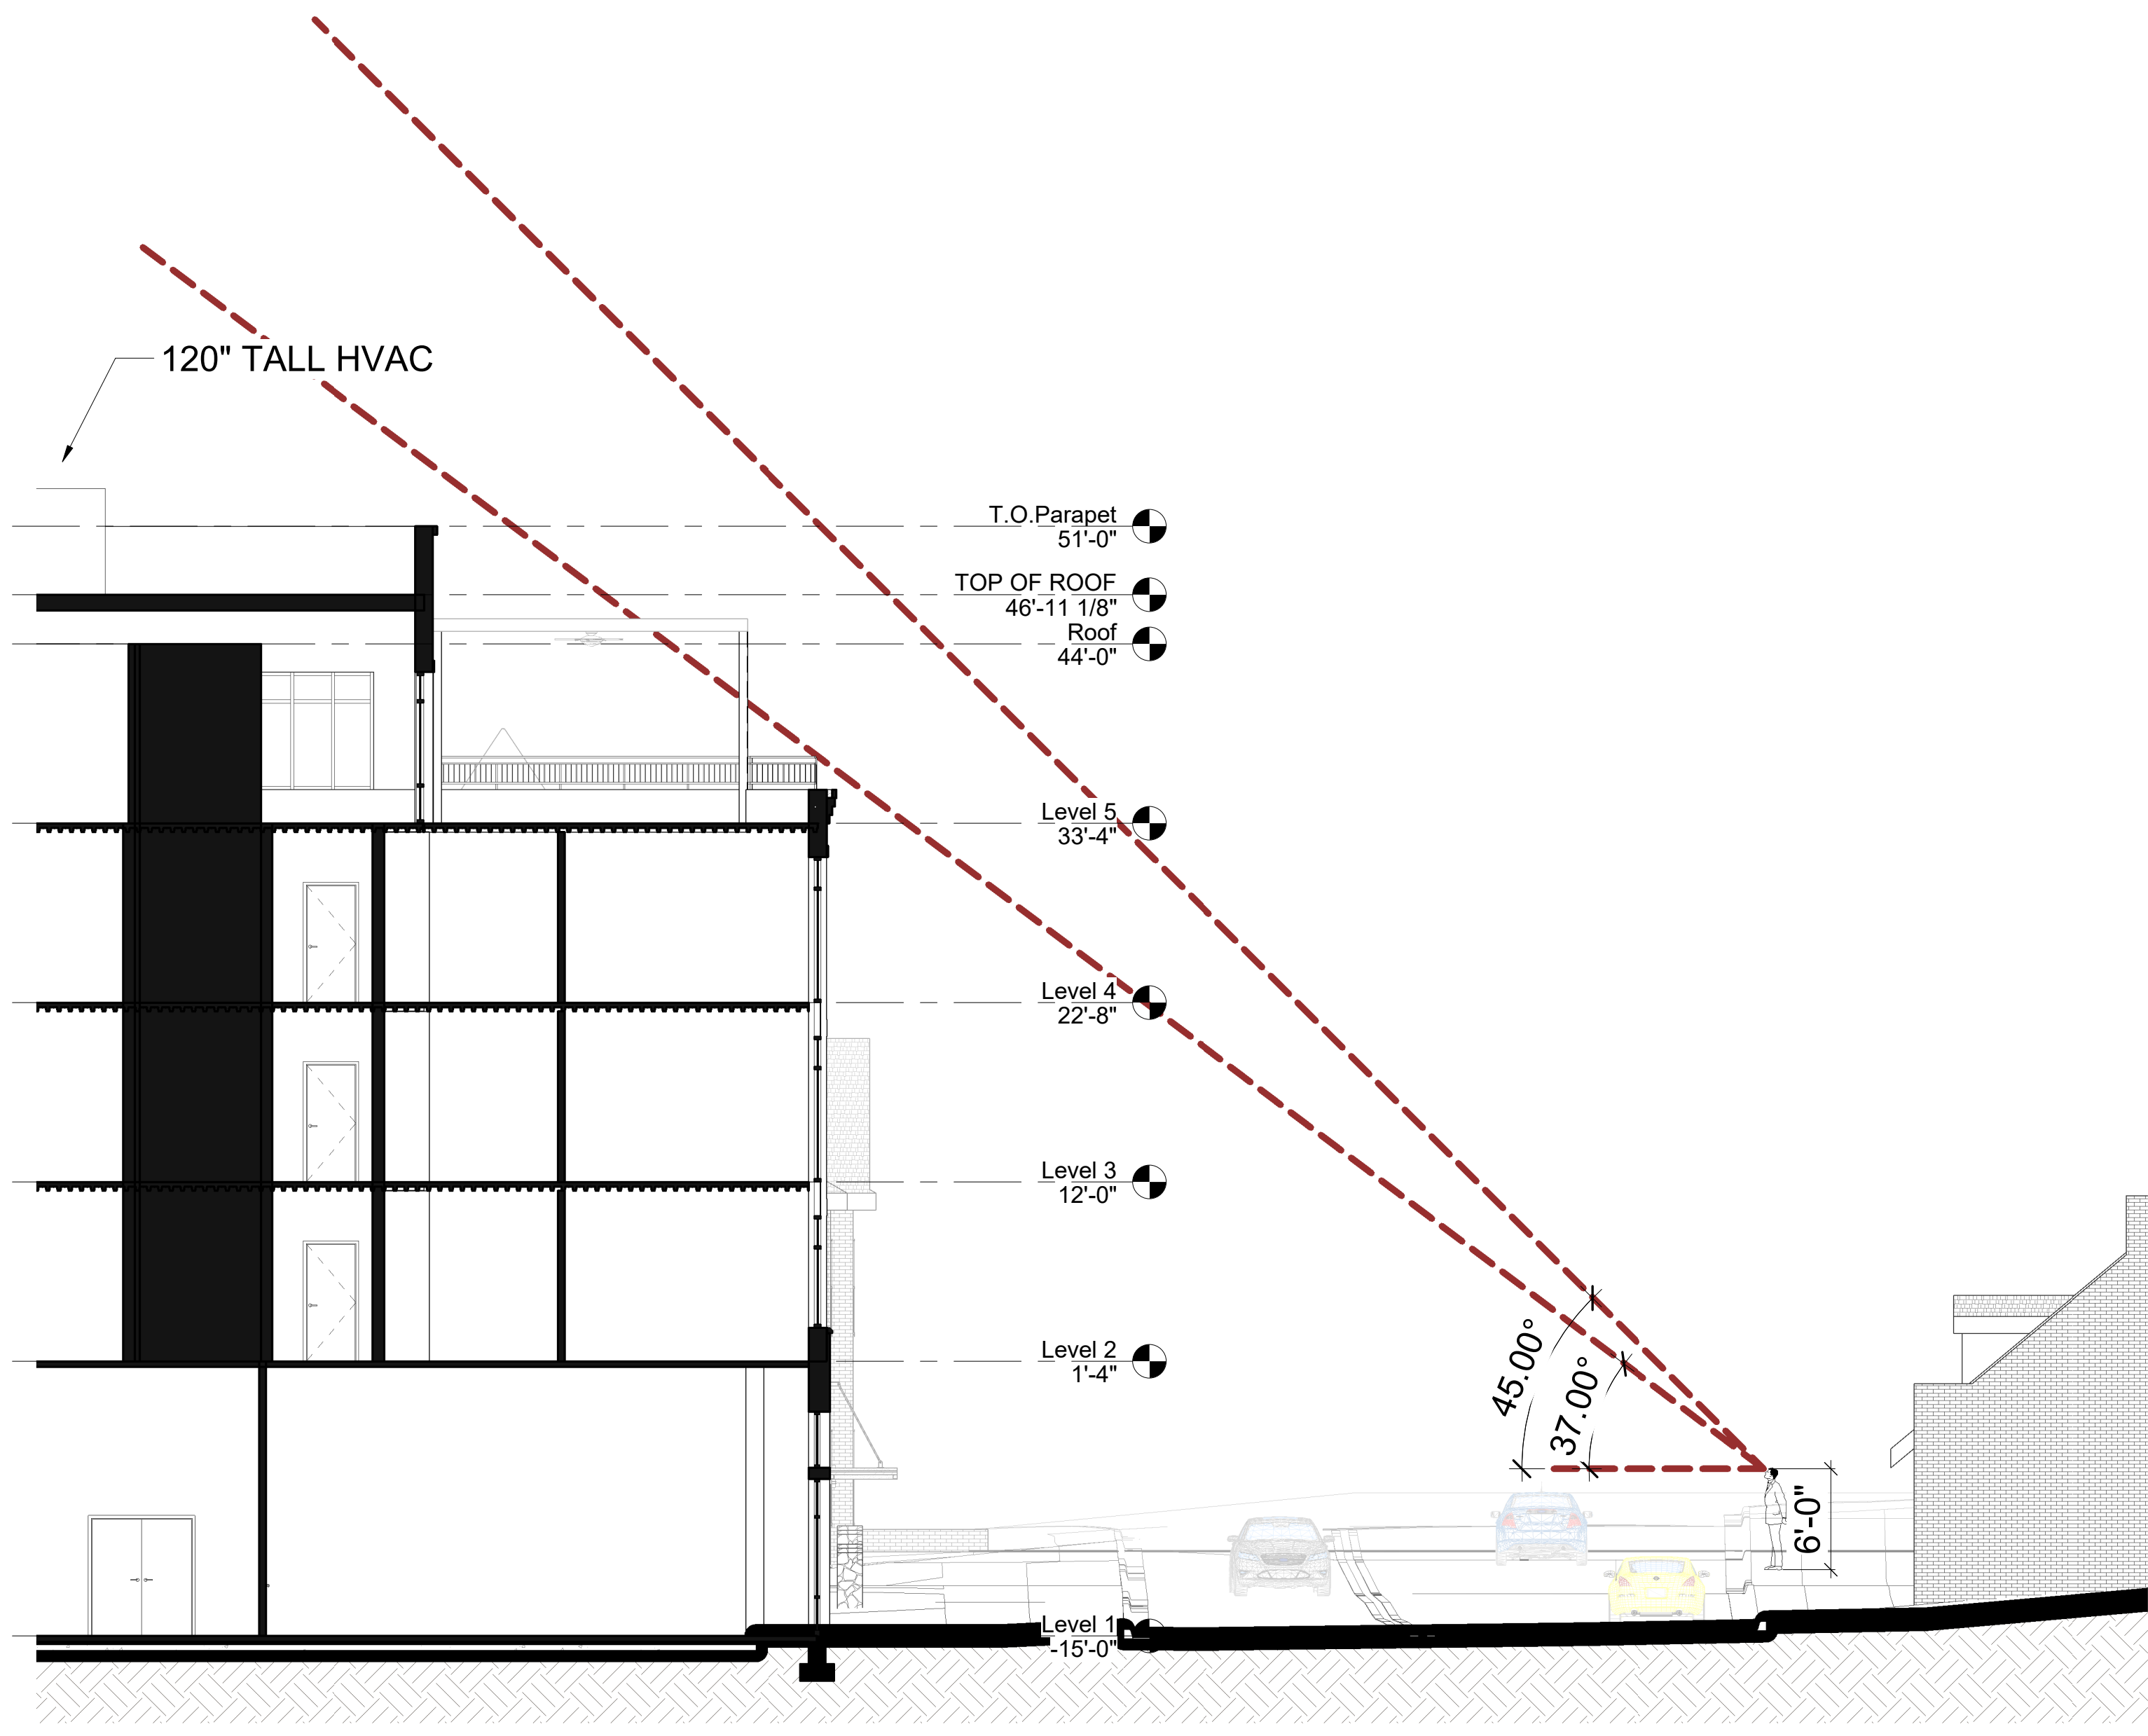 120" TALL HVAC
T.O.Parapet
51'-0"
TOP OF ROOF
46'-11 1/8"
Roof
44'-0"
Level 5
33'-4"
Level 4
22'-8"
Level 3
12'-0"
Level 2
1'-4"
45.00°
37.00°
6'-0"
Level 1
-15'-0"